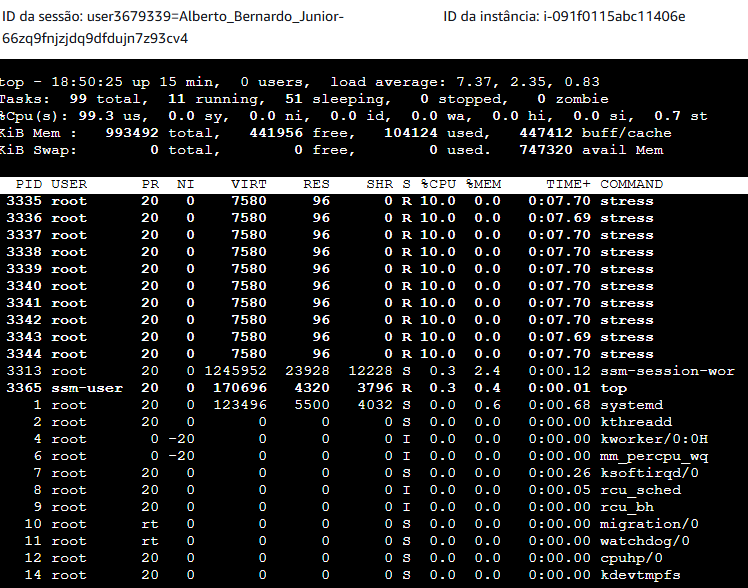 ID da sessão: user3679339=Alberto_Bernardo_Junior-
66zq9fnjzjdq9dfdujn7z93cv4
ID da instância: i-091f0115abc11406e
top - 18:50:25 up 15 min,  0 users,  load average: 7.37, 2.35, 0.83
Tasks:  99 total,  11 running,  51 sleeping,   0 stopped,   0 zombie
%Cpu(s): 99.3 us,  0.0 sy,  0.0 ni,  0.0 id,  0.0 wa,  0.0 hi,  0.0 si,  0.7 st
KiB Mem :   993492 total,   441956 free,   104124 used,   447412 buff/cache
KiB Swap:        0 total,        0 free,        0 used.   747320 avail Mem
PID USER      PR  NI    VIRT    RES    SHR S %CPU %MEM     TIME+ COMMAND
3335 root      20   0    7580     96      0 R 10.0  0.0   0:07.70 stress
3336 root      20   0    7580     96      0 R 10.0  0.0   0:07.69 stress
3337 root      20   0    7580     96      0 R 10.0  0.0   0:07.70 stress
3338 root      20   0    7580     96      0 R 10.0  0.0   0:07.70 stress
3339 root      20   0    7580     96      0 R 10.0  0.0   0:07.70 stress
3340 root      20   0    7580     96      0 R 10.0  0.0   0:07.70 stress
3341 root      20   0    7580     96      0 R 10.0  0.0   0:07.70 stress
3342 root      20   0    7580     96      0 R 10.0  0.0   0:07.70 stress
3343 root      20   0    7580     96      0 R 10.0  0.0   0:07.69 stress
3344 root      20   0    7580     96      0 R 10.0  0.0   0:07.70 stress
3313 root      20   0 1245952  23928  12228 S  0.3  2.4   0:00.12 ssm-session-wor
3365 ssm-user  20   0  170696   4320   3796 R  0.3  0.4   0:00.01 top
1 root      20   0  123496   5500   4032 S  0.0  0.6   0:00.68 systemd
2 root      20   0       0      0      0 S  0.0  0.0   0:00.00 kthreadd
4 root       0 -20       0      0      0 I  0.0  0.0   0:00.00 kworker/0:0H
6 root       0 -20       0      0      0 I  0.0  0.0   0:00.00 mm_percpu_wq
7 root      20   0       0      0      0 S  0.0  0.0   0:00.26 ksoftirqd/0
8 root      20   0       0      0      0 I  0.0  0.0   0:00.05 rcu_sched
9 root      20   0       0      0      0 I  0.0  0.0   0:00.00 rcu_bh
10 root      rt   0       0      0      0 S  0.0  0.0   0:00.00 migration/0
11 root      rt   0       0      0      0 S  0.0  0.0   0:00.00 watchdog/0
12 root      20   0       0      0      0 S  0.0  0.0   0:00.00 cpuhp/0
14 root      20   0       0      0      0 S  0.0  0.0   0:00.00 kdevtmpfs